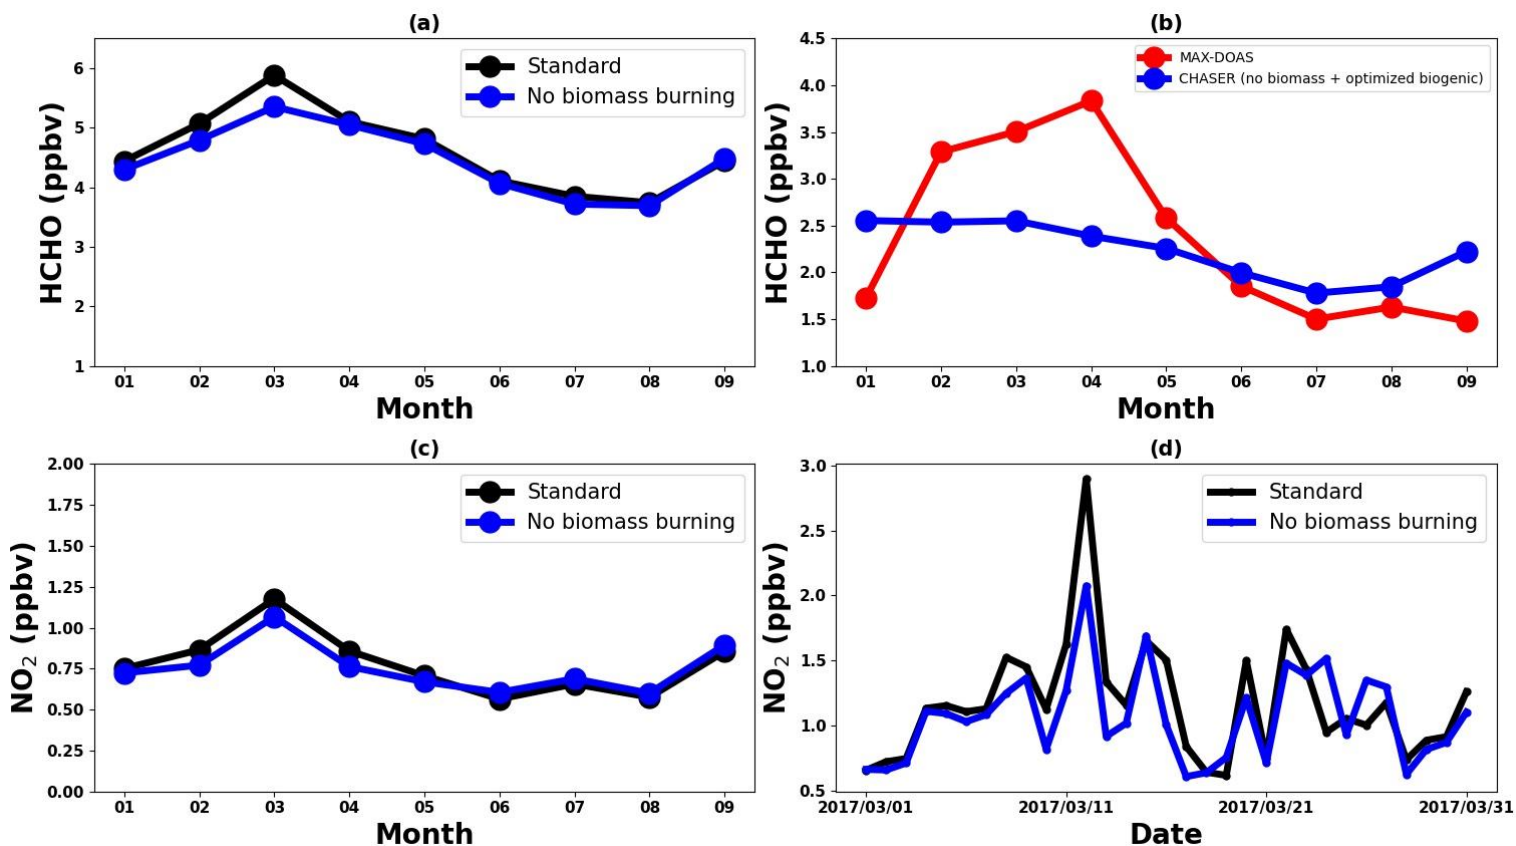 (a)
HCHO (ppbv)
6
5
4
3
2
1
Standard
No biomass burning
01 02 03 04 05 06 07 08 09
Month
(b)
HCHO (ppbv)
4.5
4.0
3.5
3.0
2.5
2.0
1.5
1.0
MAX-DOAS
CHASER (no biomass + optimized biogenic)
01 02 03 04 05 06 07 08 09
Month
(c)
NO₂ (ppbv)
2.00
1.75
1.50
1.25
1.00
0.75
0.50
0.25
0.00
Standard
No biomass burning
01 02 03 04 05 06 07 08 09
Month
(d)
NO₂ (ppbv)
3.0
2.5
2.0
1.5
1.0
0.5
Standard
No biomass burning
2017/03/01 2017/03/11 2017/03/21 2017/03/31
Date